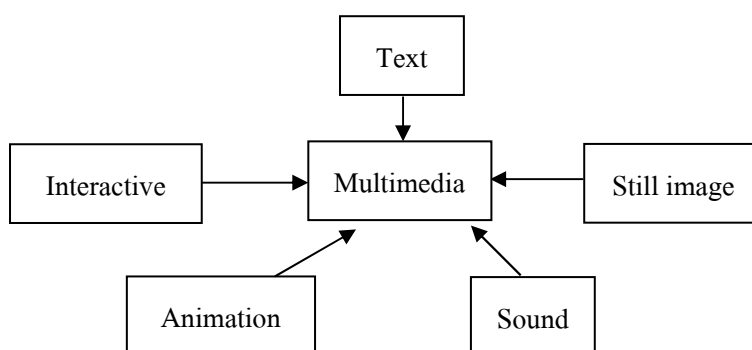 Text
Interactive
Multimedia
Still image
Animation
Sound